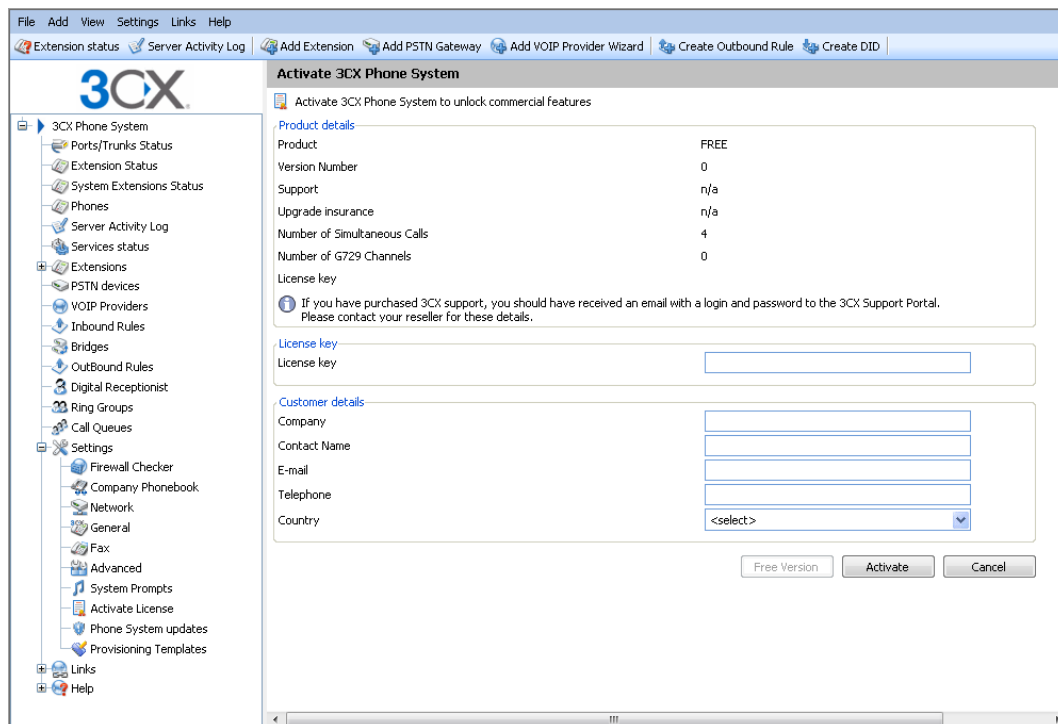 File Add View Settings Links Help
Extension status Server Activity Log Add Extension Add PSTN Gateway Add VOIP Provider Wizard Create Outbound Rule Create DID
3CX
3CX Phone System
Ports/Trunks Status
Extension Status
System Extensions Status
Phones
Server Activity Log
Services status
Extensions
PSTN devices
VOIP Providers
Inbound Rules
Bridges
OutBound Rules
Digital Receptionist
Ring Groups
Call Queues
Settings
Firewall Checker
Company Phonebook
Network
General
Fax
Advanced
System Prompts
Activate License
Phone System updates
Provisioning Templates
Links
Help
Activate 3CX Phone System
Activate 3CX Phone System to unlock commercial features
Product details
Product FREE
Version Number 0
Support n/a
Upgrade insurance n/a
Number of Simultaneous Calls 4
Number of G729 Channels 0
License key
If you have purchased 3CX support, you should have received an email with a login and password to the 3CX Support Portal.
Please contact your reseller for these details.
License key
License key
Customer details
Company
Contact Name
E-mail
Telephone
Country <select>
Free Version Activate Cancel